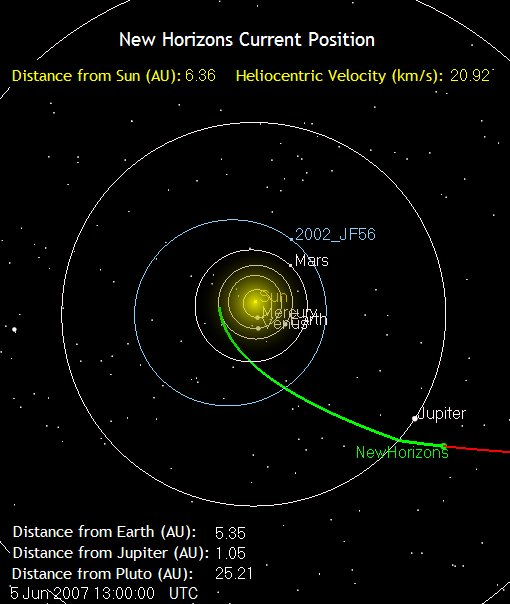 New Horizons Current Position
Distance from Sun (AU): 6.36 Heliocentric Velocity (km/s): 20.92
2002_JF56
Mars
Sun
Mercury
Earth
Venus
Jupiter
NewHorizons
Distance from Earth (AU): 5.35
Distance from Jupiter (AU): 1.05
Distance from Pluto (AU): 25.21
5 Jun 2007 13:00:00 UTC